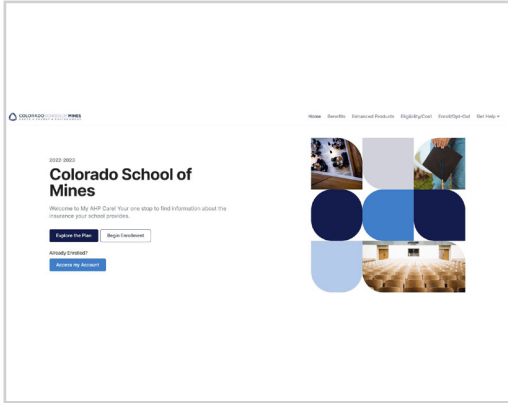 COLORADO SCHOOL OF MINES
Home Benefits Enhanced Products Eligibility/Cost Enroll/Opt-Out Get Help
2022-2023
Colorado School of
Mines
Welcome to My AHP Care! Your one stop to find information about the
insurance your school provides.
Explore the Plan Begin Enrollment
Already Enrolled?
Access my Account